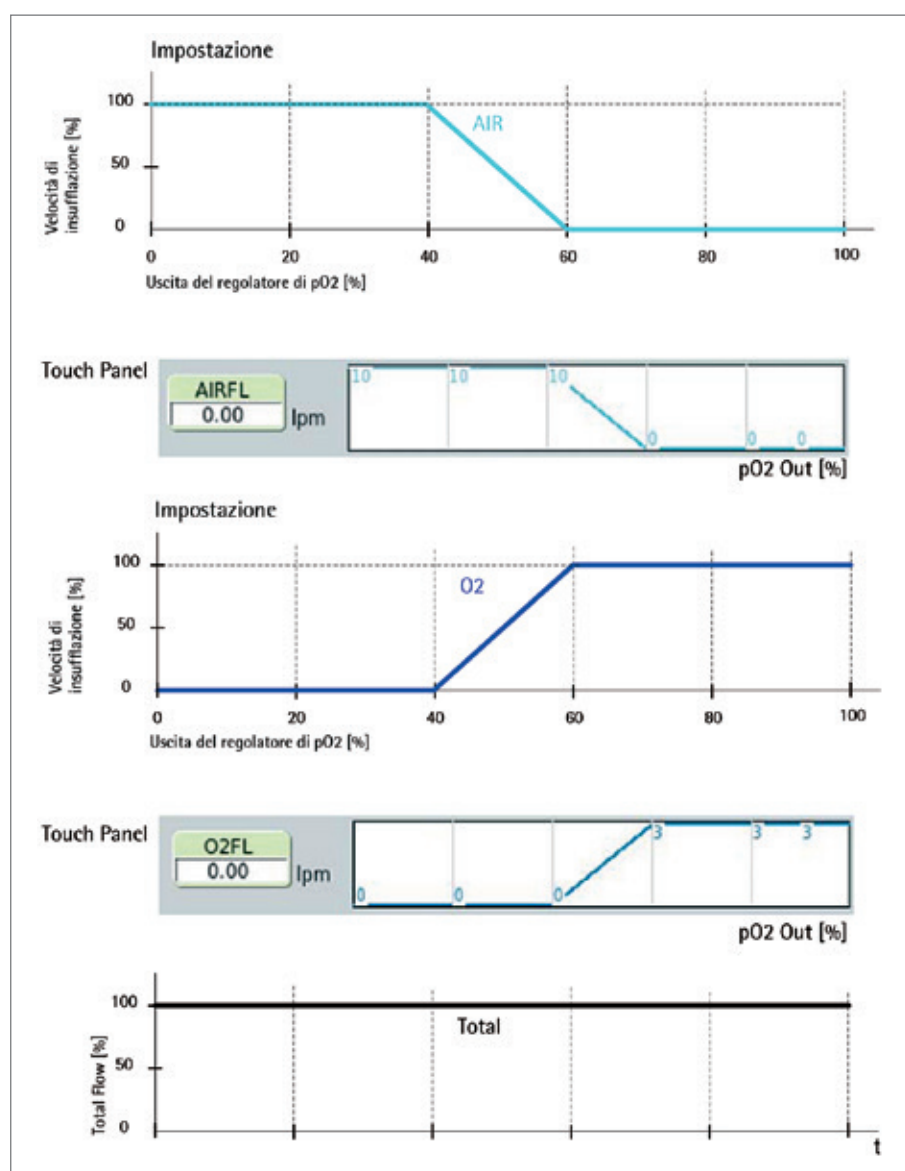 Impostazione
Velocità di
insufflazione [%]
100
50
0
AIR
0 20 40 60 80 100
Uscita del regolatore di pO2 [%]
Touch Panel
AIRFL
0.00
lpm
10 10 10 0 0 0
pO2 Out [%]
Impostazione
Velocità di
insufflazione [%]
100
50
0
O2
0 20 40 60 80 100
Uscita del regolatore di pO2 [%]
Touch Panel
O2FL
0.00
lpm
0 0 0 3 3 3
pO2 Out [%]
Total Flow [%]
100
50
0
Total
t